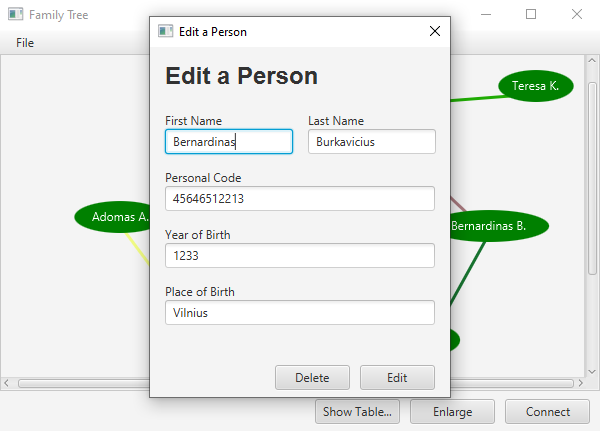 Family Tree
File
Edit a Person
Edit a Person
First Name
Last Name
Bernardinas
Burkavicius
Personal Code
45646512213
Year of Birth
1233
Place of Birth
Vilnius
Delete
Edit
Teresa K.
Adomas A.
Bernardinas B.
Show Table...
Enlarge
Connect